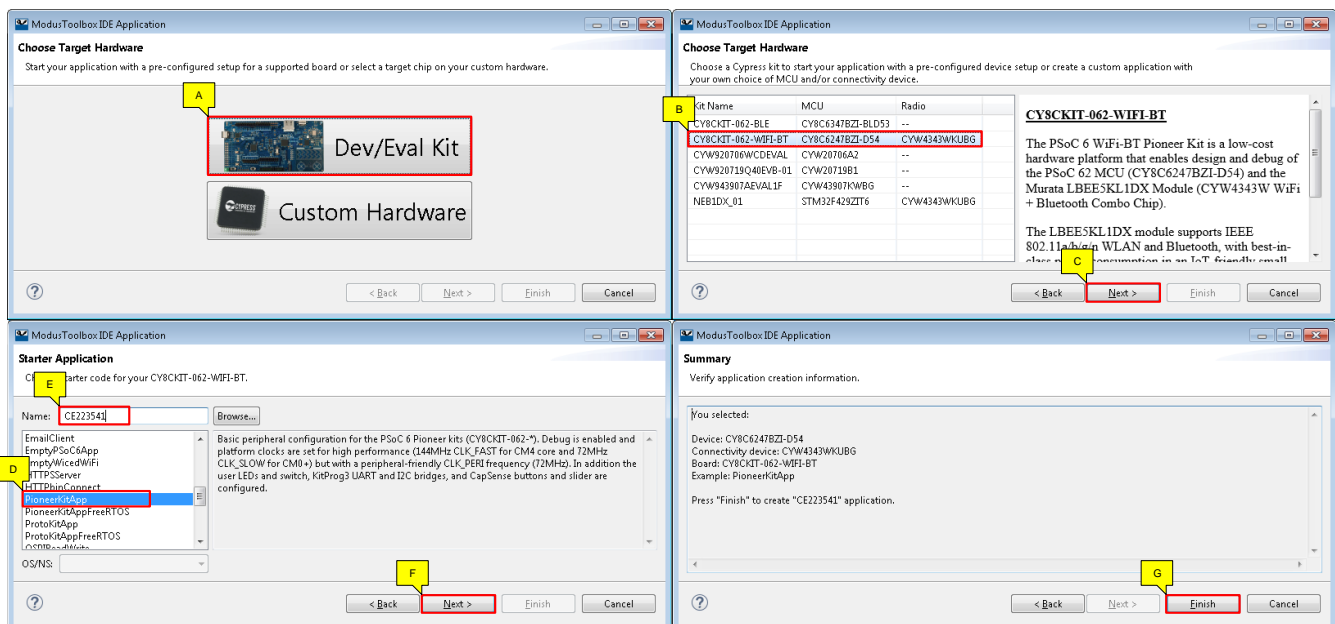 ModusToolbox IDE Application
Choose Target Hardware
Start your application with a pre-configured setup for a supported board or select a target chip on your custom hardware.
A
Dev/Eval Kit
CYPRESS
Custom Hardware
?
< Back
Next >
Finish
Cancel
ModusToolbox IDE Application
Choose Target Hardware
Choose a Cypress kit to start your application with a pre-configured device setup or create a custom application with
your own choice of MCU and/or connectivity device.
B
Kit Name MCU Radio
CY8CKIT-062-BLE CY8C6347BZI-BLD53 --
CY8CKIT-062-WIFI-BT CY8C6247BZI-D54 CYW4343WKUBG
CYW920706WCDEVAL CYW20706A2 --
CYW920719Q40EVB-01 CYW20719B1 --
CYW943907AEVAL1F CYW43907KWBG --
NEB1DX_01 STM32F429ZIT6 CYW4343WKUBG
CY8CKIT-062-WIFI-BT
The PSoC 6 WiFi-BT Pioneer Kit is a low-cost
hardware platform that enables design and debug of
the PSoC 62 MCU (CY8C6247BZI-D54) and the
Murata LBEE5KL1DX Module (CYW4343W WiFi
+ Bluetooth Combo Chip).
The LBEE5KL1DX module supports IEEE
802.11a/b/g/n WLAN and Bluetooth, with best-in-
class consumption in an IoT-friendly small
C
?
< Back
Next >
Finish
Cancel
ModusToolbox IDE Application
Starter Application
starter code for your CY8CKIT-062-WIFI-BT.
E
Name: CE223541 Browse...
EmailClient
EmptyPSoC6App
EmptyWicedWiFi
HTTPSServer
HTTPbinConnect
D
PioneerKitApp
PioneerKitAppFreeRTOS
ProtoKitApp
ProtoKitAppFreeRTOS
QSPIReadWrite
Basic peripheral configuration for the PSoC 6 Pioneer kits (CY8CKIT-062-*). Debug is enabled and
platform clocks are set for high performance (144MHz CLK_FAST for CM4 core and 72MHz
CLK_SLOW for CM0+) but with a peripheral-friendly CLK_PERI frequency (72MHz). In addition the
user LEDs and switch, KitProg3 UART and I2C bridges, and CapSense buttons and slider are
configured.
OS/NS:
F
?
< Back
Next >
Finish
Cancel
ModusToolbox IDE Application
Summary
Verify application creation information.
You selected:
Device: CY8C6247BZI-D54
Connectivity device: CYW4343WKUBG
Board: CY8CKIT-062-WIFI-BT
Example: PioneerKitApp
Press "Finish" to create "CE223541" application.
G
?
< Back
Next >
Finish
Cancel